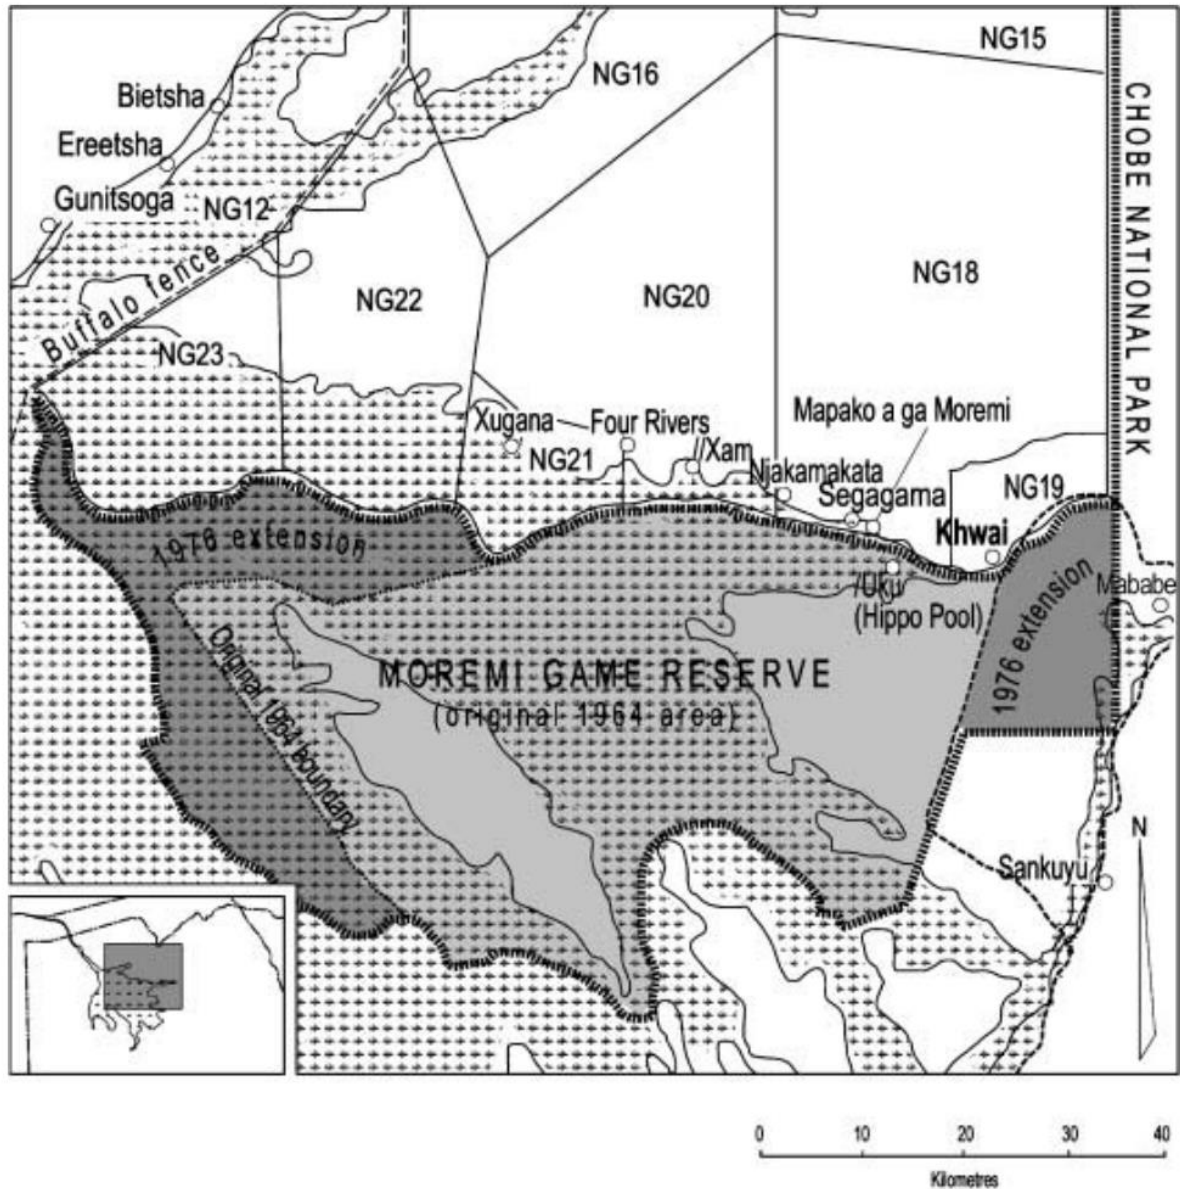 NG15
NG16
CHOBE NATIONAL PARK
Bietsha
Ereetsha
Gunitsoga
NG12
Buffalo fence
NG22
NG20
NG18
NG23
Mapako a ga Moremi
Xugana
Four Rivers
//Xam
NG21
Njakamakata
Segagama
NG19
Khwai
1976 extension
/Uku
(Hippo Pool)
1976 extension
Mababe
Original 1964 boundary
MOREMI GAME RESERVE
(original 1964 area)
Sankuyu
N
0 10 20 30 40
Kilometres